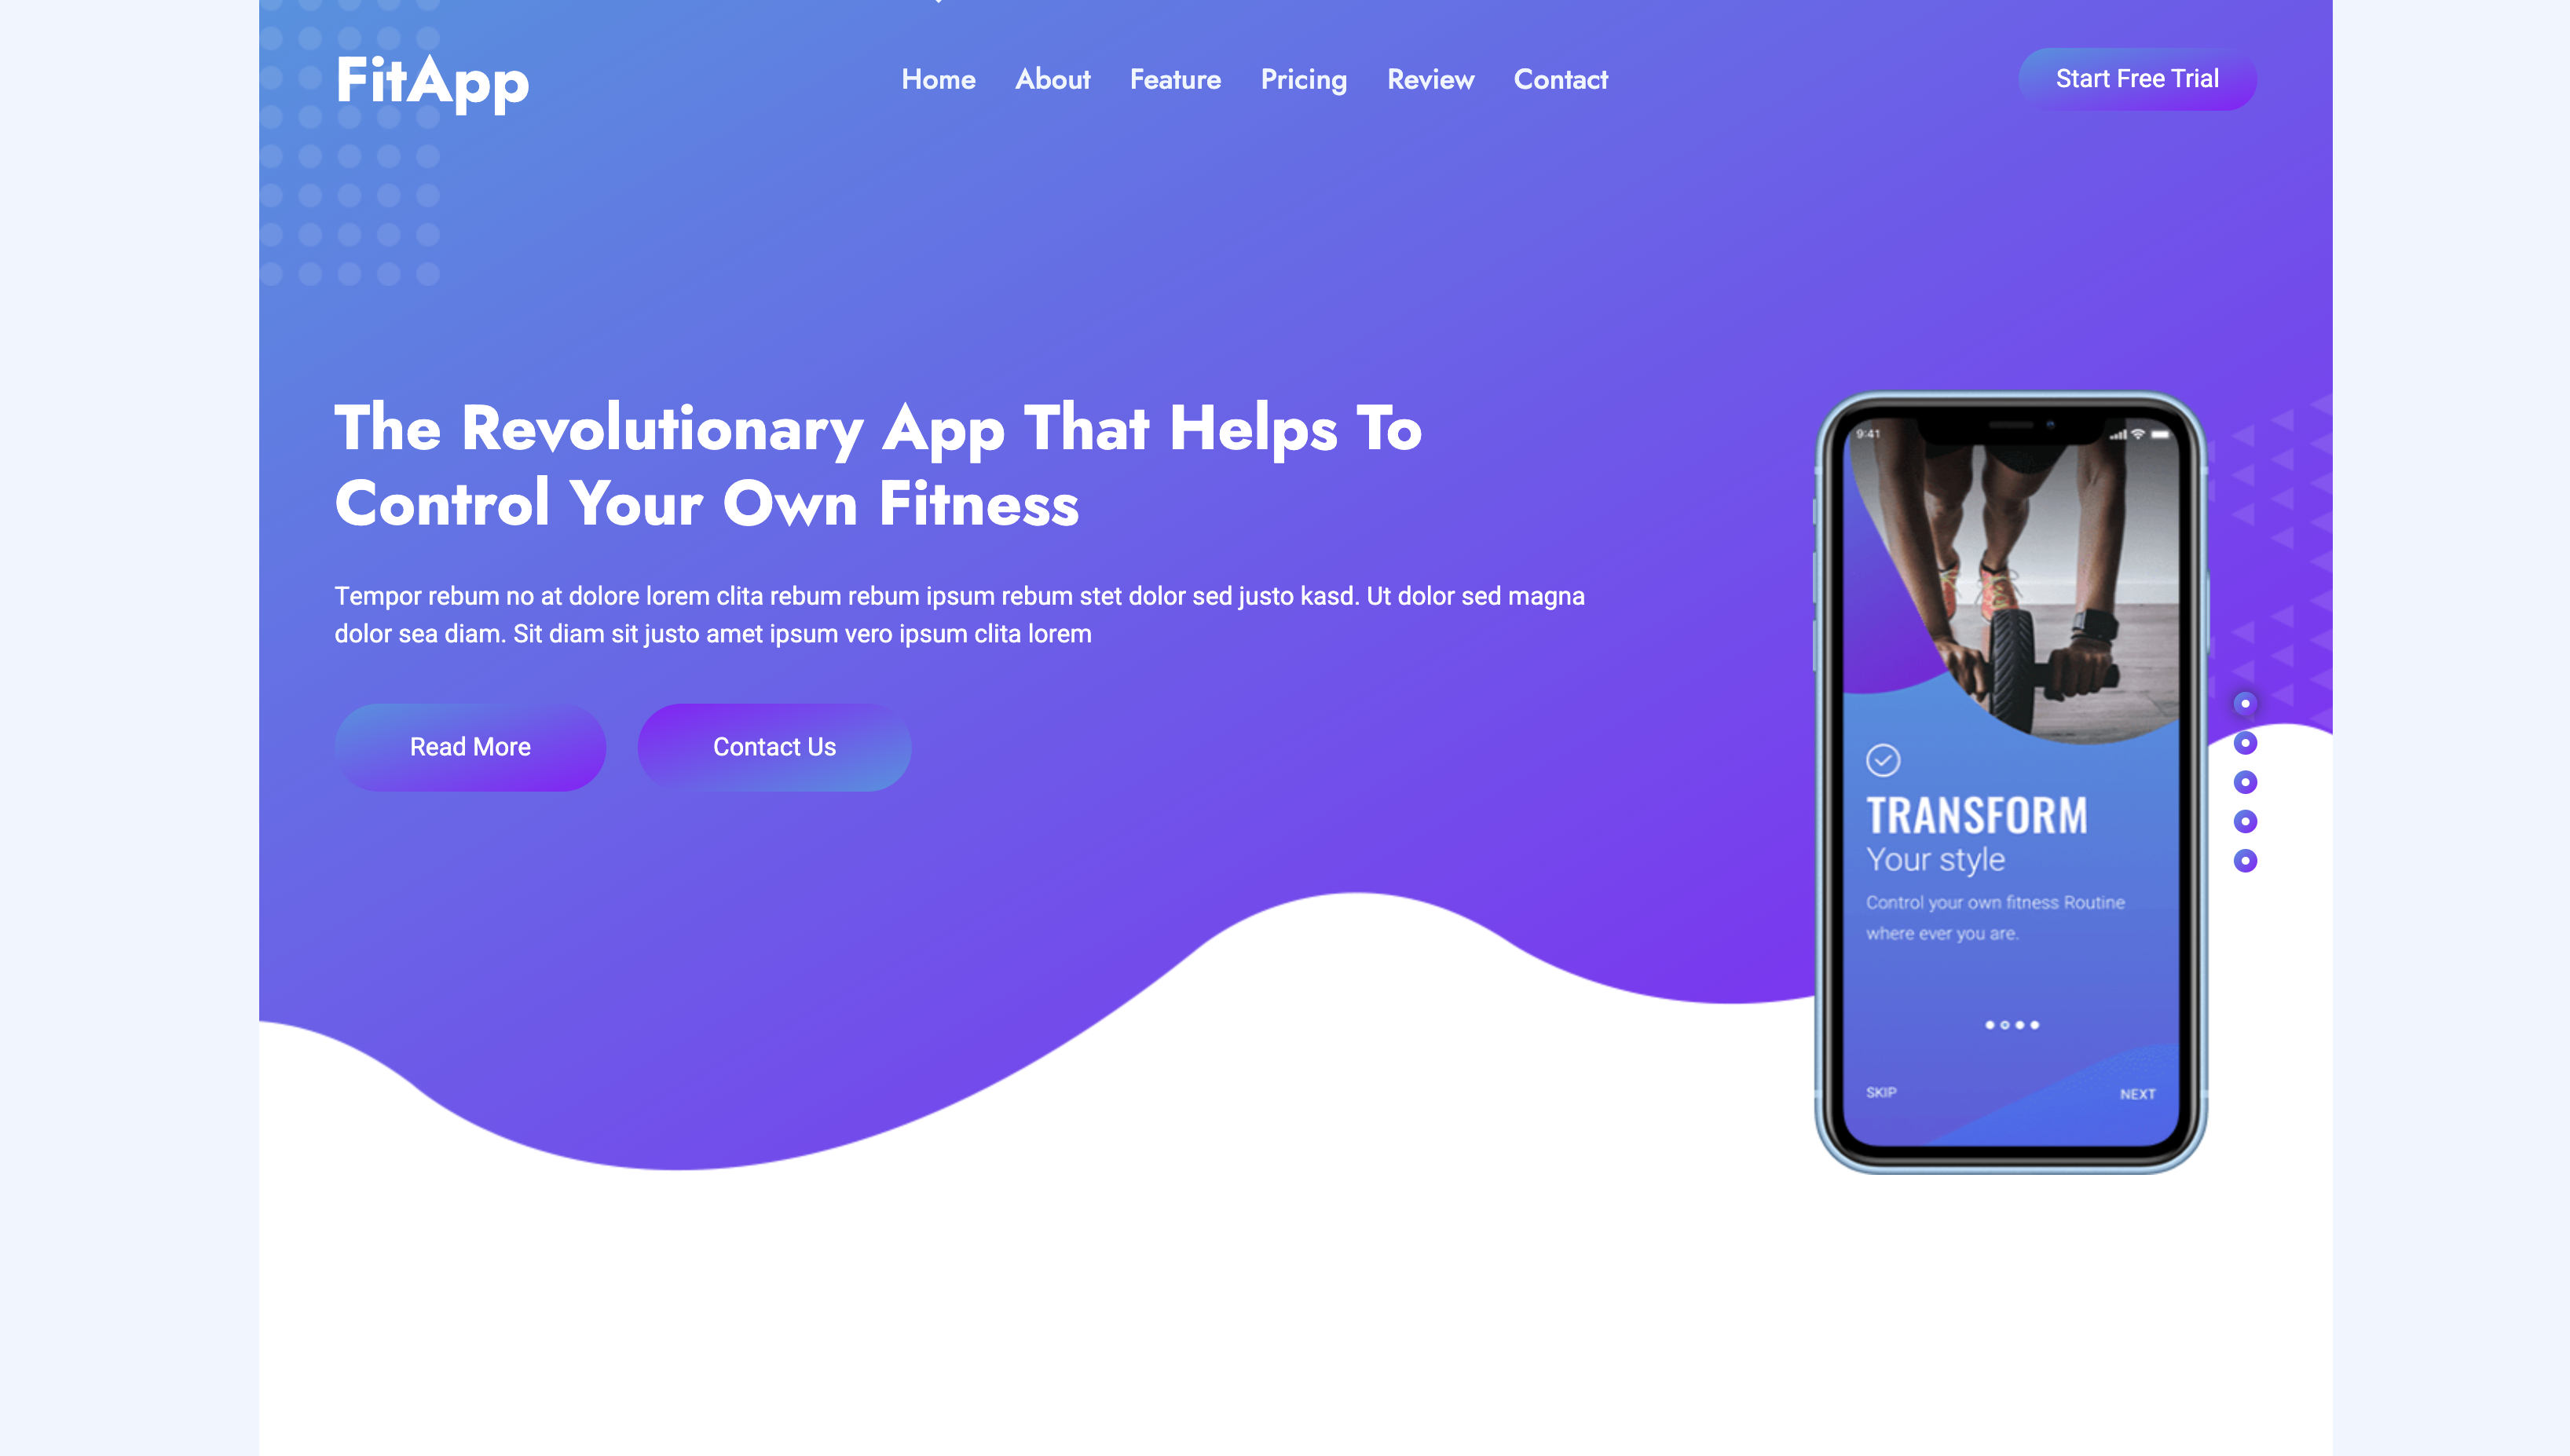 FitApp
Home About Feature Pricing Review Contact
Start Free Trial
The Revolutionary App That Helps To
Control Your Own Fitness
Tempor rebum no at dolore lorem clita rebum rebum ipsum rebum stet dolor sed justo kasd. Ut dolor sed magna
dolor sea diam. Sit diam sit justo amet ipsum vero ipsum clita lorem
Read More
Contact Us
9:41
TRANSFORM
Your style
Control your own fitness Routine
where ever you are.
SKIP
NEXT